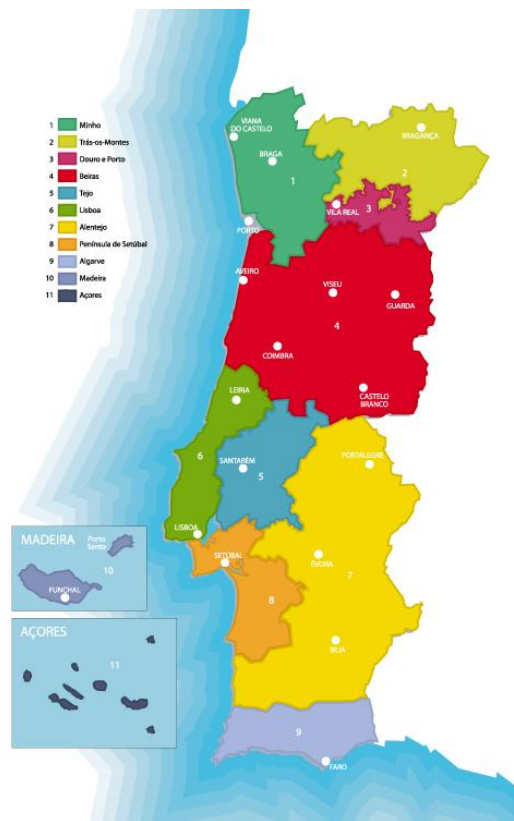 1 Minho
2 Trás-os-Montes
3 Douro e Porto
4 Beiras
5 Tejo
6 Lisboa
7 Alentejo
8 Península de Setúbal
9 Algarve
10 Madeira
11 Açores
VIANA
DO CASTELO
BRAGA
1
BRAGANÇA
2
VILA REAL
3
PORTO
AVEIRO
VISEU
GUARDA
4
COIMBRA
CASTELO
BRANCO
LEIRIA
PORTALEGRE
6
SANTARÉM
5
LISBOA
SETÚBAL
ÉVORA
7
8
BEJA
9
FARO
MADEIRA
Porto
Santo
10
FUNCHAL
AÇORES
11